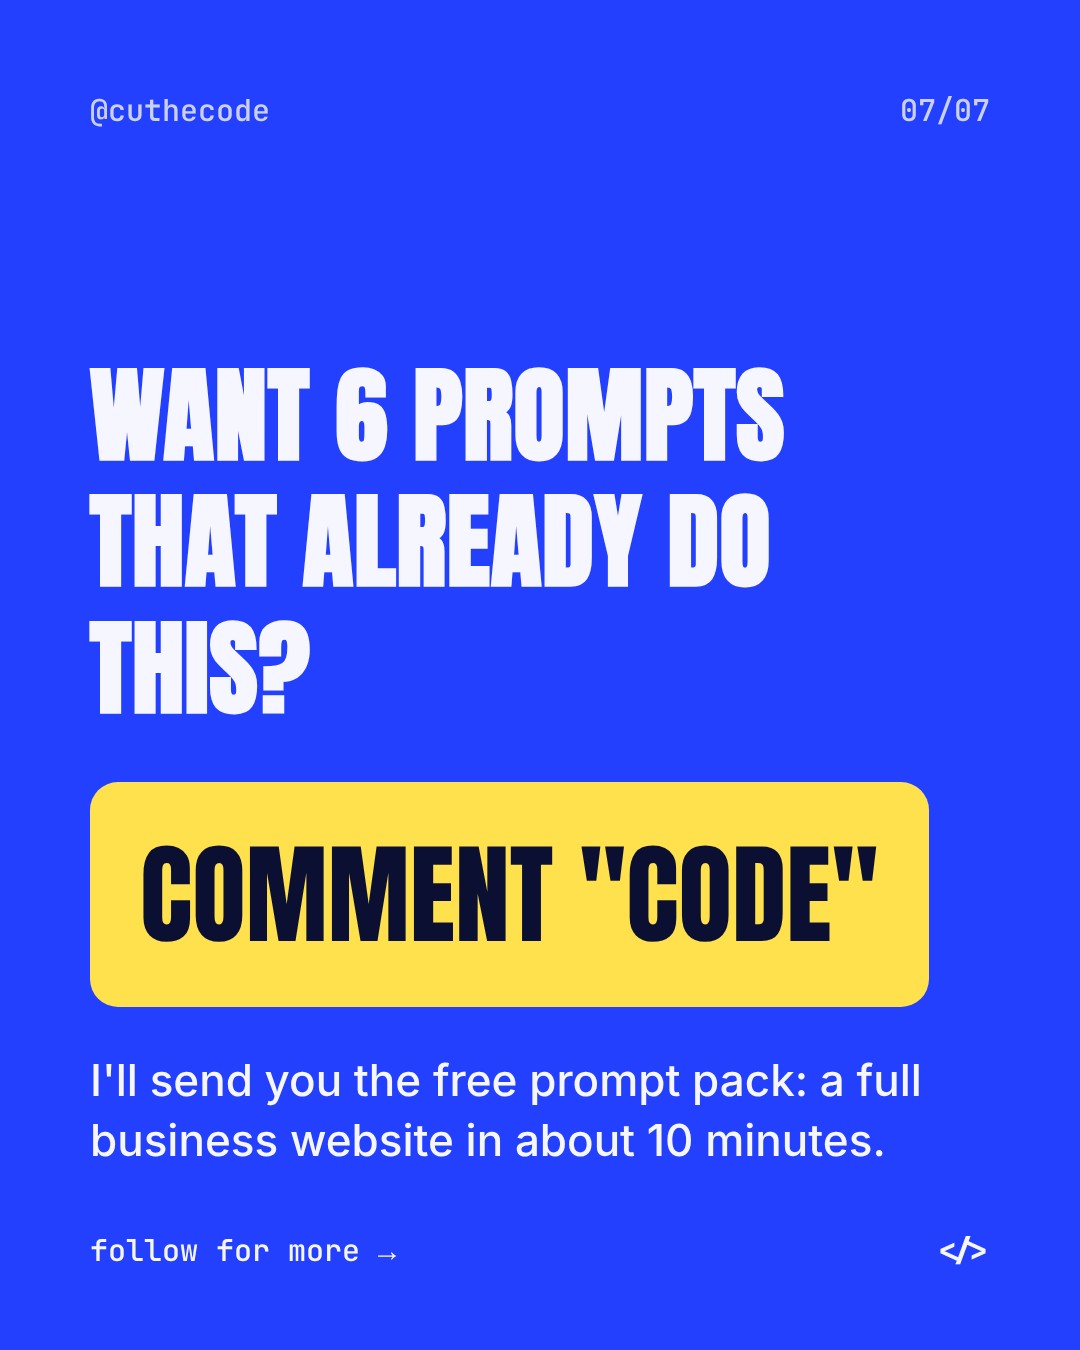 @cuthecode
07/07
WANT 6 PROMPTS
THAT ALREADY DO
THIS?
COMMENT "CODE"
I'll send you the free prompt pack: a full
business website in about 10 minutes.
follow for more →
</>